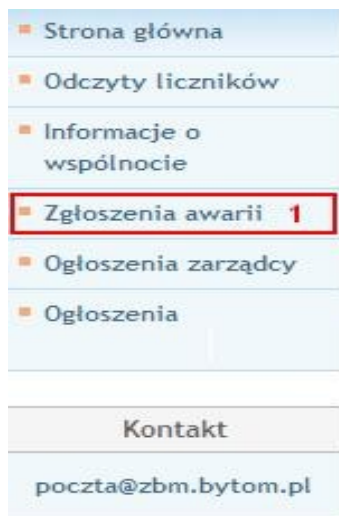 Strona główna
Odczyty liczników
Informacje o
wspólnocie
Zgłoszenia awarii 1
Ogłoszenia zarządcy
Ogłoszenia
Kontakt
poczta@zbm.bytom.pl